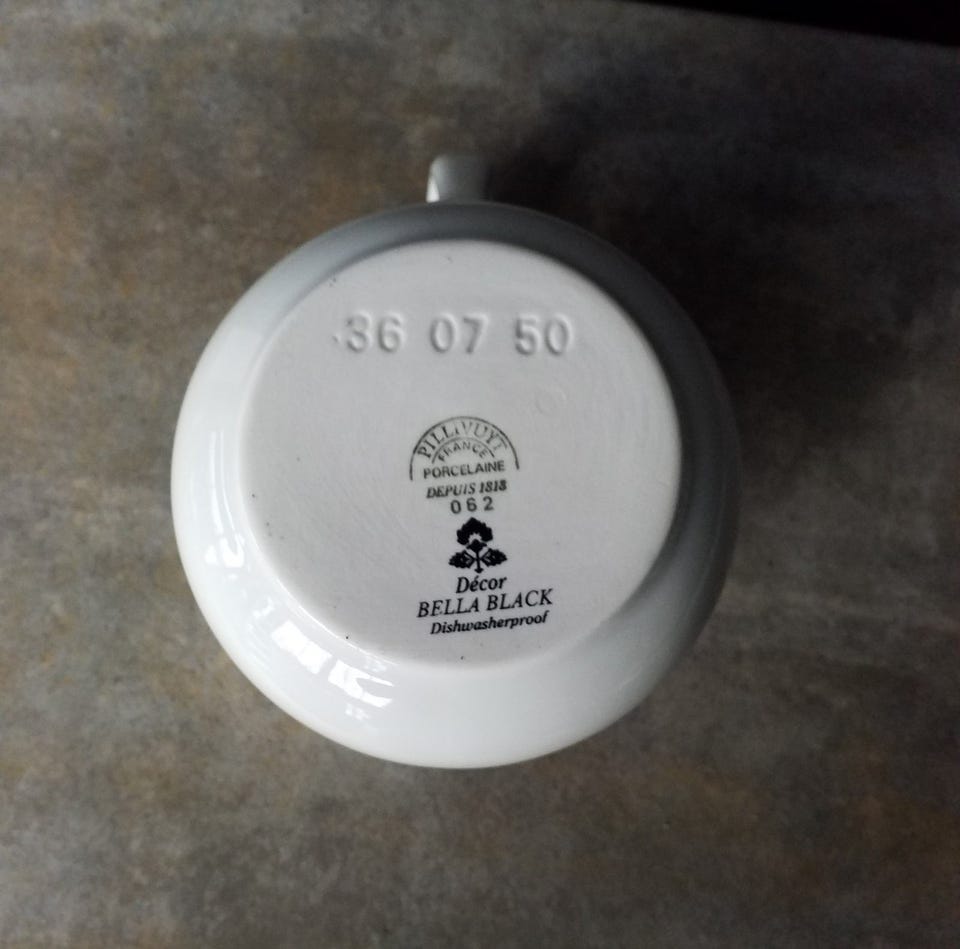 36 07 50
PILLIVUYT
FRANCE
PORCELAINE
DEPUIS 1818
062
Décor
BELLA BLACK
Dishwasherproof